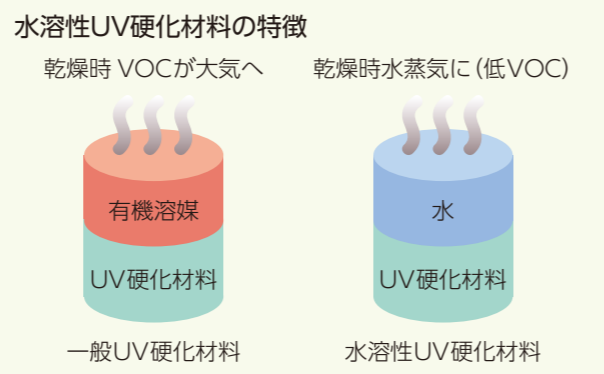 水溶性UV硬化材料の特徴
乾燥時 VOCが大気へ
乾燥時水蒸気に（低VOC）
有機溶媒
水
UV硬化材料
UV硬化材料
一般UV硬化材料
水溶性UV硬化材料